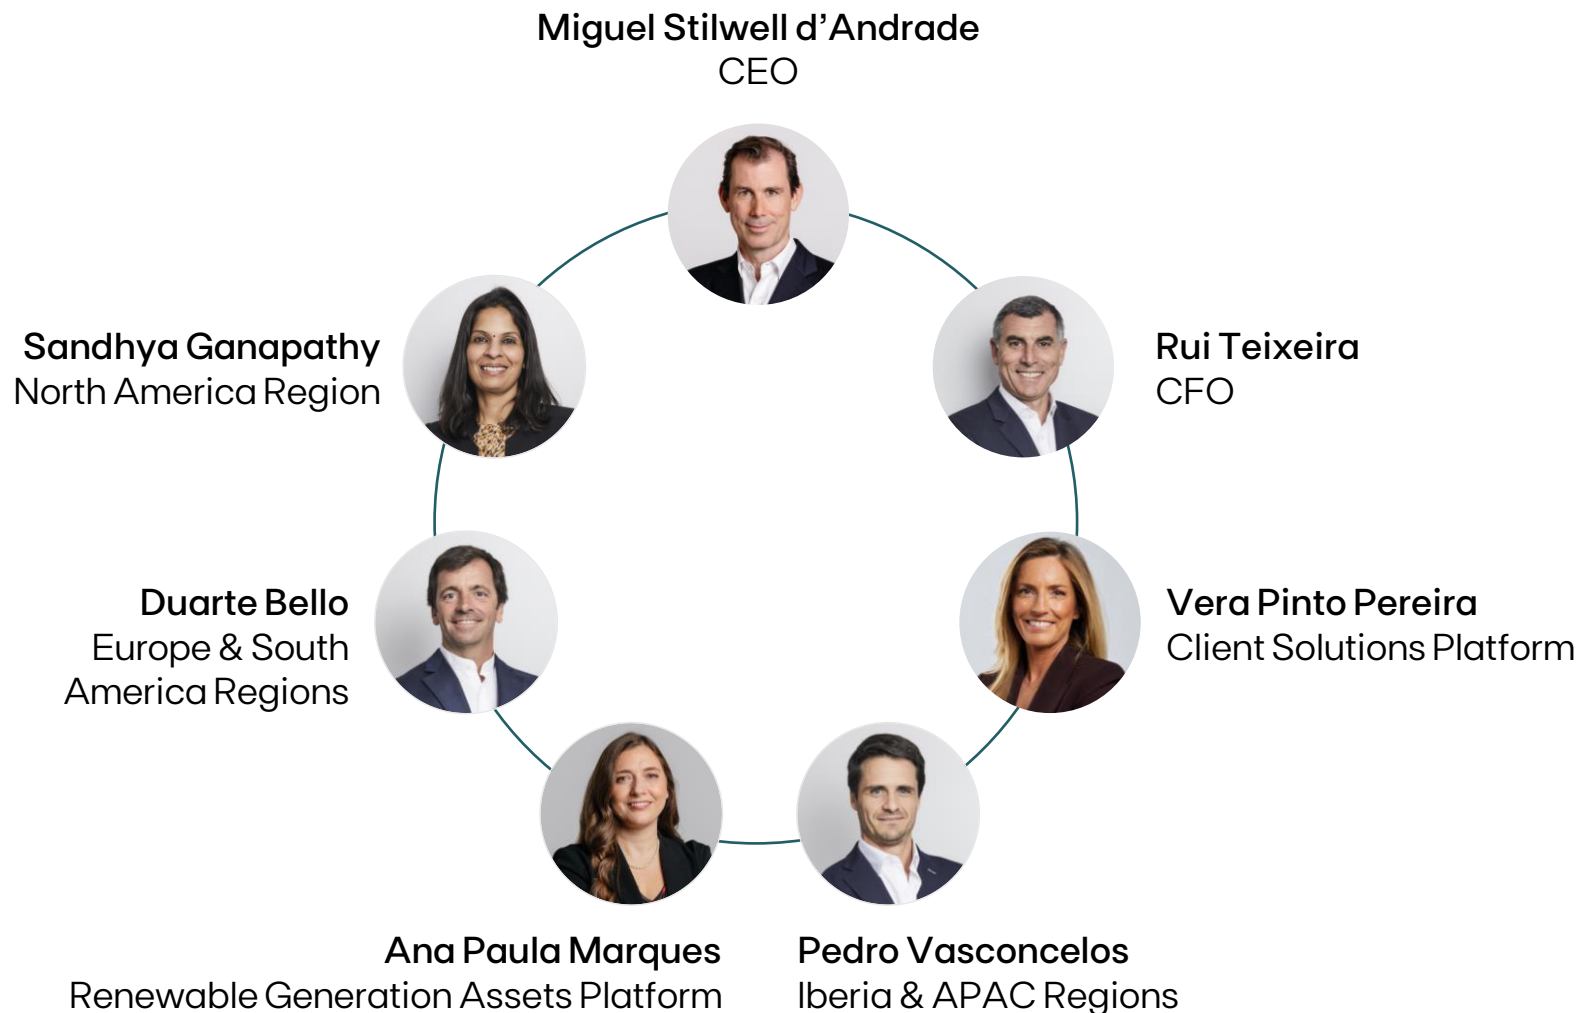 Miguel Stilwell d’Andrade
CEO
Sandhya Ganapathy
North America Region
Rui Teixeira
CFO
Duarte Bello
Europe & South
America Regions
Vera Pinto Pereira
Client Solutions Platform
Ana Paula Marques
Renewable Generation Assets Platform
Pedro Vasconcelos
Iberia & APAC Regions